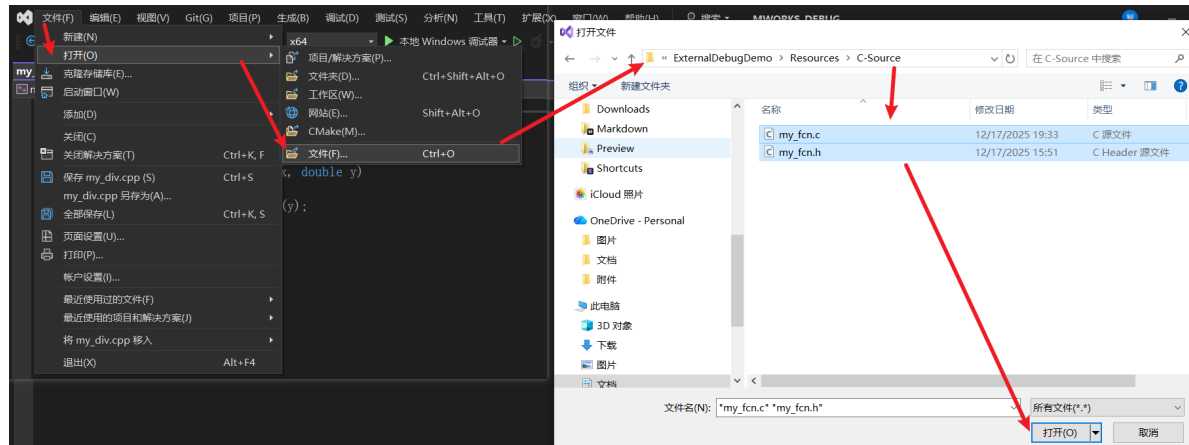 文件(F) 编辑(E) 视图(V) Git(G) 项目(P) 生成(B) 调试(D) 测试(S) 分析(N) 工具(T) 扩展(X) 窗口(W) 帮助(H) 搜索 MWORKS_DEBUG
新建(N)
打开(O)
克隆存储库(E)...
启动窗口(W)
添加(D)
关闭(C)
关闭解决方案(T) Ctrl+K, F
保存 my_div.cpp (S) Ctrl+S
my_div.cpp 另存为(A)...
全部保存(L) Ctrl+K, S
页面设置(U)...
打印(P)...
帐户设置(I)...
最近使用过的文件(F)
最近使用的项目和解决方案(J)
将 my_div.cpp 移入
退出(X) Alt+F4
x64 本地 Windows 调试器
my_
项目/解决方案(P)...
文件夹(D)... Ctrl+Shift+Alt+O
工作区(W)...
网站(E)... Shift+Alt+O
CMake(M)...
文件(F)... Ctrl+O
x, double y)
(y);
打开文件
« ExternalDebugDemo › Resources › C-Source
在 C-Source 中搜索
组织 新建文件夹
Downloads
Markdown
Preview
Shortcuts
iCloud 照片
OneDrive - Personal
图片
文档
附件
此电脑
3D 对象
下载
图片
文档
名称 修改日期 类型
my_fcn.c 12/17/2025 19:33 C 源文件
my_fcn.h 12/17/2025 15:51 C Header 源文件
文件名(N): "my_fcn.c" "my_fcn.h" 所有文件(*.*)
打开(O) 取消